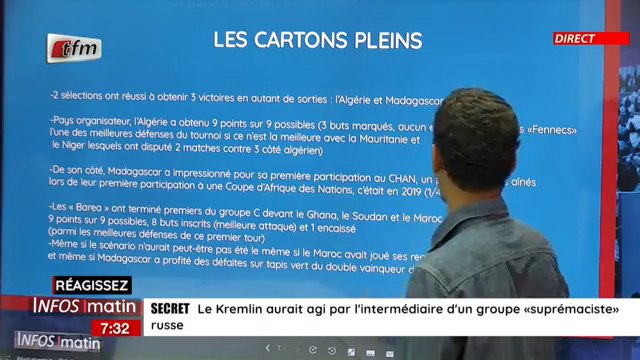 tfm
LES CARTONS PLEINS
DIRECT
-2 sélections ont réussi à obtenir 3 victoires en autant de sorties : l'Algérie et Madagascar
-Pays organisateur, l'Algérie a obtenu 9 points sur 9 possibles (3 buts marqués, aucun
«Fennecs»
l'une des meilleures défenses du tournoi si ce n'est la meilleure avec la Mauritanie et
le Niger lesquels ont disputé 2 matches contre 3 côté algérien)
-De son côté, Madagascar a impressionné pour sa première participation au CHAN, un
aînés
lors de leur première participation à une Coupe d'Afrique des Nations, c'était en 2019 (1/4
-Les «Barea» ont terminé premiers du groupe C devant le Ghana, le Soudan et le Maroc
9 points sur 9 possibles, 8 buts inscrits (meilleure attaque) et 1 encaissé
(parmi les meilleures défenses de ce premier tour)
-Même si le scénario n'aurait peut-être pas été le même si le Maroc avait joué ses
et même si Madagascar a profité des défaites sur tapis vert du double vainqueur
RÉAGISSEZ
INFOS matin
7:32
SECRET Le Kremlin aurait agi par l'intermédiaire d'un groupe «suprémaciste»
russe
INFOS matin